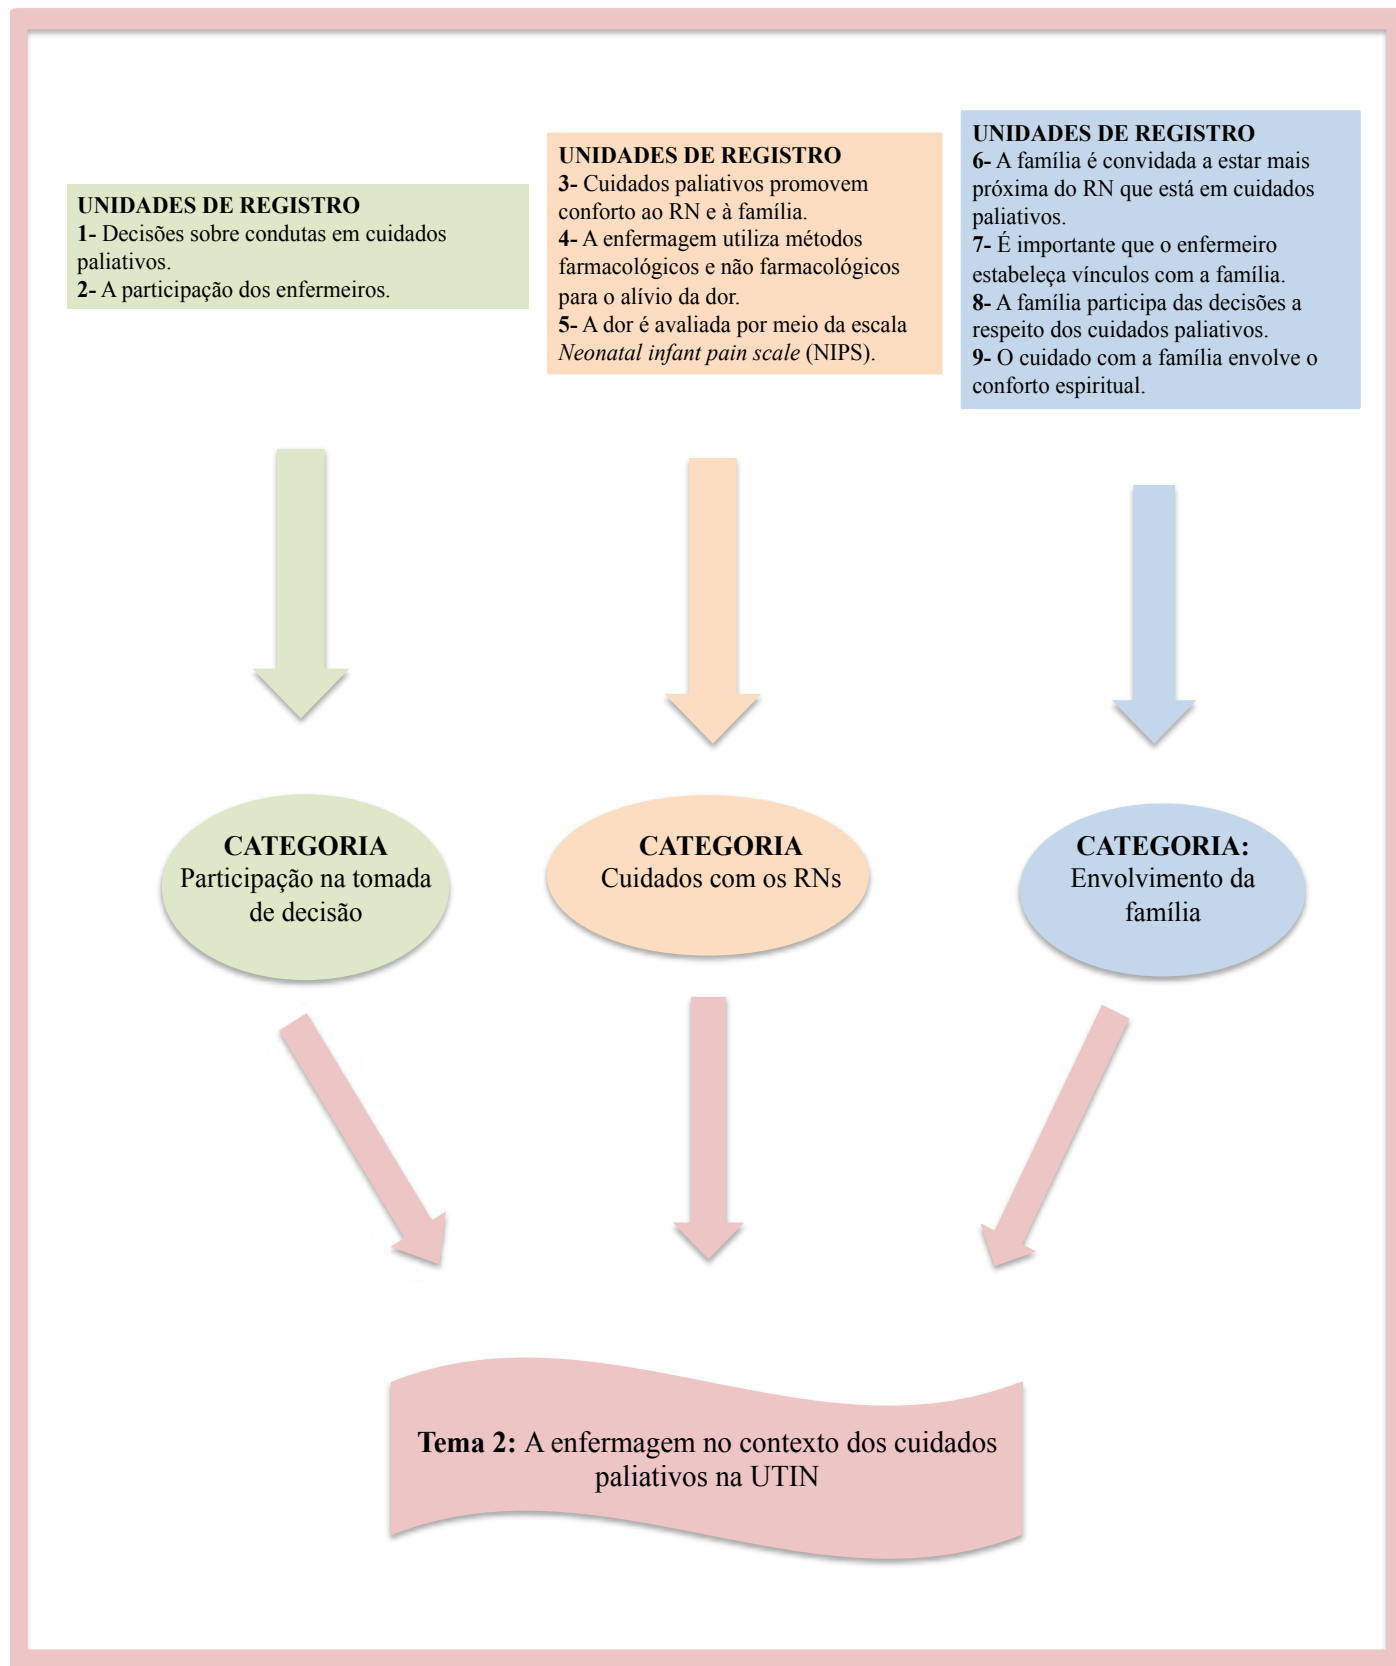 UNIDADES DE REGISTRO
1- Decisões sobre condutas em cuidados
paliativos.
2- A participação dos enfermeiros.
UNIDADES DE REGISTRO
3- Cuidados paliativos promovem
conforto ao RN e à família.
4- A enfermagem utiliza métodos
farmacológicos e não farmacológicos
para o alívio da dor.
5- A dor é avaliada por meio da escala
Neonatal infant pain scale (NIPS).
UNIDADES DE REGISTRO
6- A família é convidada a estar mais
próxima do RN que está em cuidados
paliativos.
7- É importante que o enfermeiro
estabeleça vínculos com a família.
8- A família participa das decisões a
respeito dos cuidados paliativos.
9- O cuidado com a família envolve o
conforto espiritual.
CATEGORIA
Participação na tomada
de decisão
CATEGORIA
Cuidados com os RNs
CATEGORIA:
Envolvimento da
família
Tema 2: A enfermagem no contexto dos cuidados
paliativos na UTIN